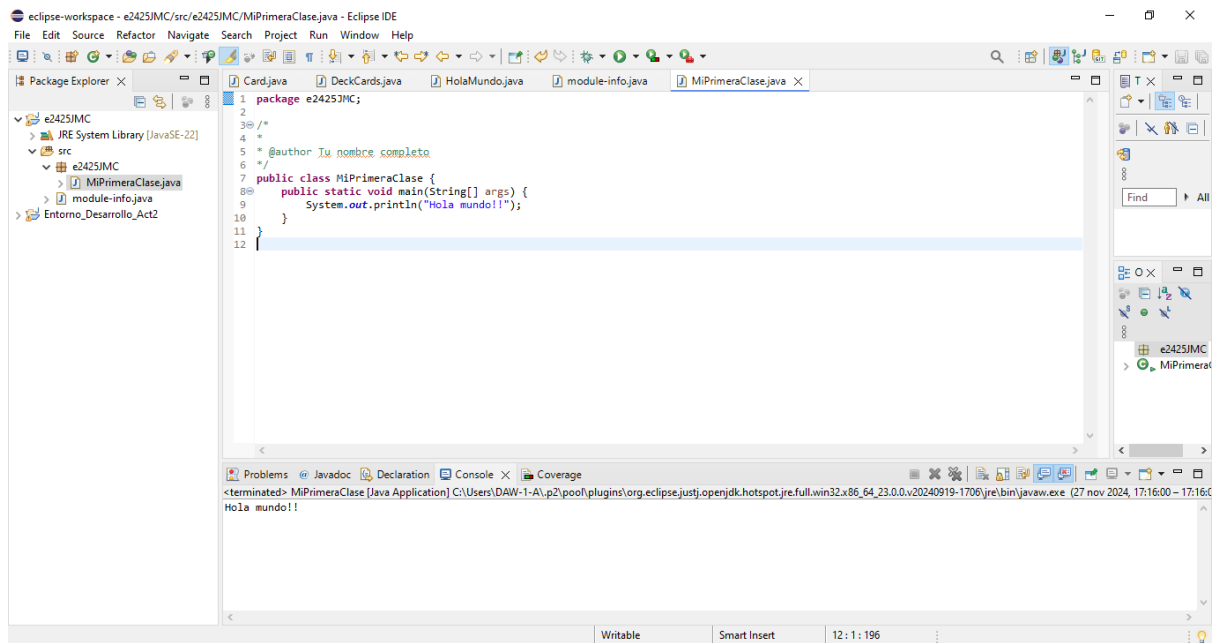 eclipse-workspace - e2425JMC/src/e2425JMC/MiPrimeraClase.java - Eclipse IDE
File Edit Source Refactor Navigate Search Project Run Window Help
Package Explorer
e2425JMC
JRE System Library [JavaSE-22]
src
e2425JMC
MiPrimeraClase.java
module-info.java
Entorno_Desarrollo_Act2
Card.java DeckCards.java HolaMundo.java module-info.java MiPrimeraClase.java
1 package e2425JMC;
2
3 /*
4 *
5 * @author Tu nombre completo
6 */
7 public class MiPrimeraClase {
8 public static void main(String[] args) {
9 System.out.println("Hola mundo!!");
10 }
11 }
12
T
Find All
O
e2425JMC
MiPrimera
Problems Javadoc Declaration Console Coverage
<terminated> MiPrimeraClase [Java Application] C:\Users\DAW-1-A\.p2\pool\plugins\org.eclipse.justj.openjdk.hotspot.jre.full.win32.x86_64_23.0.0.v20240919-1706\jre\bin\javaw.exe (27 nov 2024, 17:16:00 – 17:16:0
Hola mundo!!
Writable Smart Insert 12 : 1 : 196